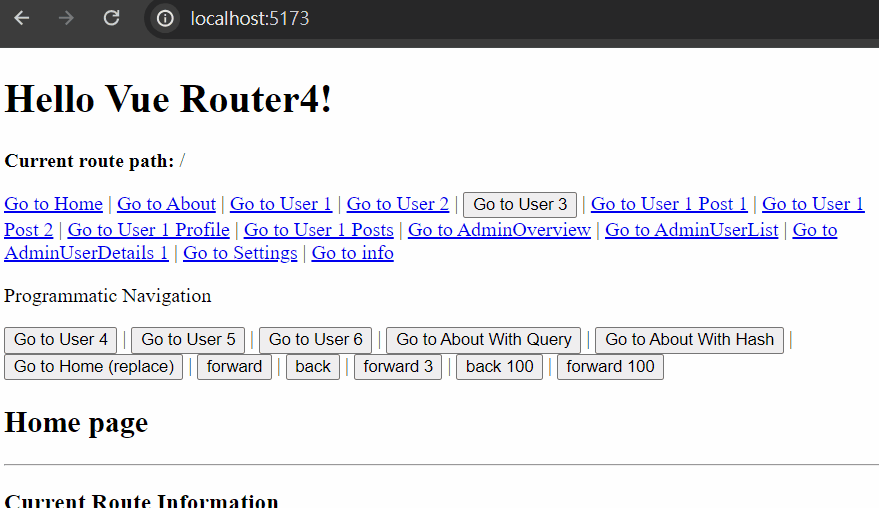 localhost:5173
Hello Vue Router4!
Current route path: /
Go to Home | Go to About | Go to User 1 | Go to User 2 | Go to User 3 | Go to User 1 Post 1 | Go to User 1
Post 2 | Go to User 1 Profile | Go to User 1 Posts | Go to AdminOverview | Go to AdminUserList | Go to
AdminUserDetails 1 | Go to Settings | Go to info
Programmatic Navigation
Go to User 4 | Go to User 5 | Go to User 6 | Go to About With Query | Go to About With Hash |
Go to Home (replace) | forward | back | forward 3 | back 100 | forward 100
Home page
Current Route Information